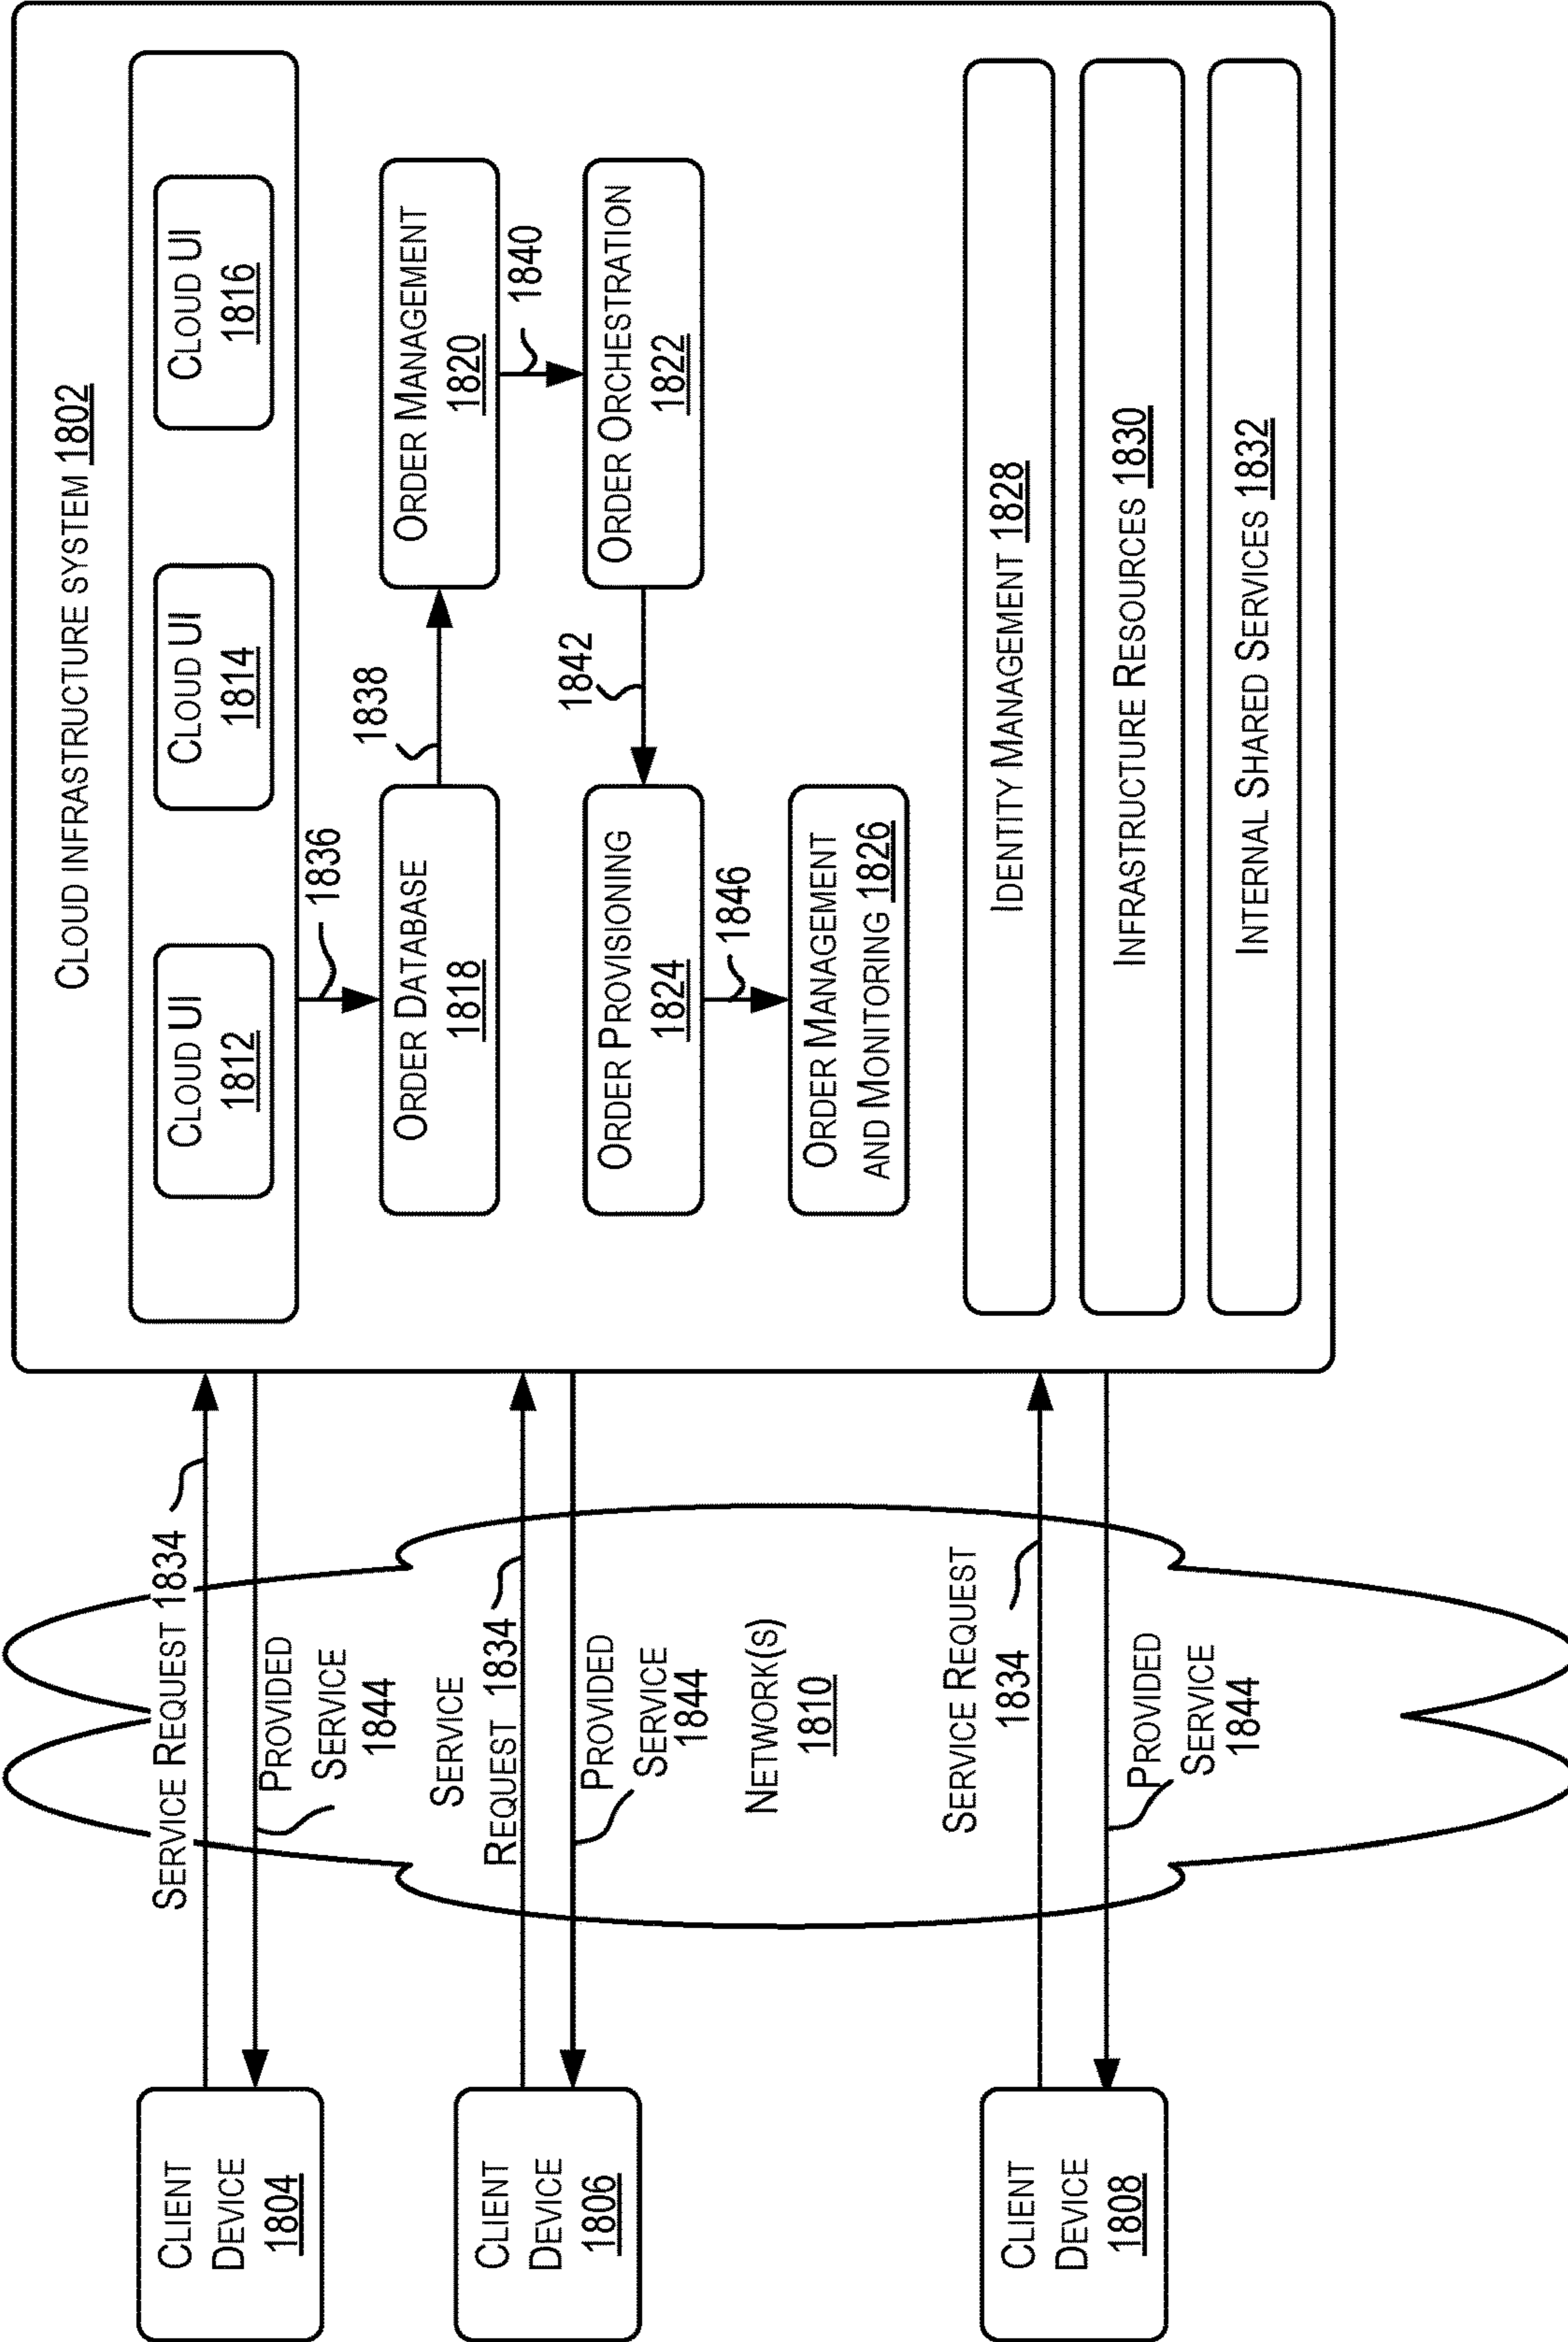 CLOUD INFRASTRUCTURE SYSTEM 1802
CLOUD UI
1812
CLOUD UI
1814
CLOUD UI
1816
1836
ORDER DATABASE
1818
1838
ORDER MANAGEMENT
1820
1840
ORDER ORCHESTRATION
1822
1842
ORDER PROVISIONING
1824
1846
ORDER MANAGEMENT
AND MONITORING 1826
IDENTITY MANAGEMENT 1828
INFRASTRUCTURE RESOURCES 1830
INTERNAL SHARED SERVICES 1832
SERVICE REQUEST 1834
PROVIDED
SERVICE
1844
SERVICE
REQUEST 1834
PROVIDED
SERVICE
1844
NETWORK(S)
1810
SERVICE REQUEST
1834
PROVIDED
SERVICE
1844
CLIENT
DEVICE
1804
CLIENT
DEVICE
1806
CLIENT
DEVICE
1808